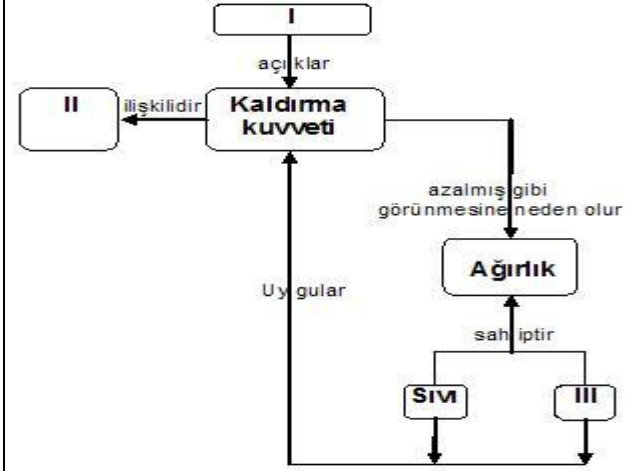 I
açıklar
II
ilişkilidir
Kaldırma
kuvveti
azalmış gibi
görünmesine neden olur
Ağırlık
Uygular
sahiptir
Sıvı
III